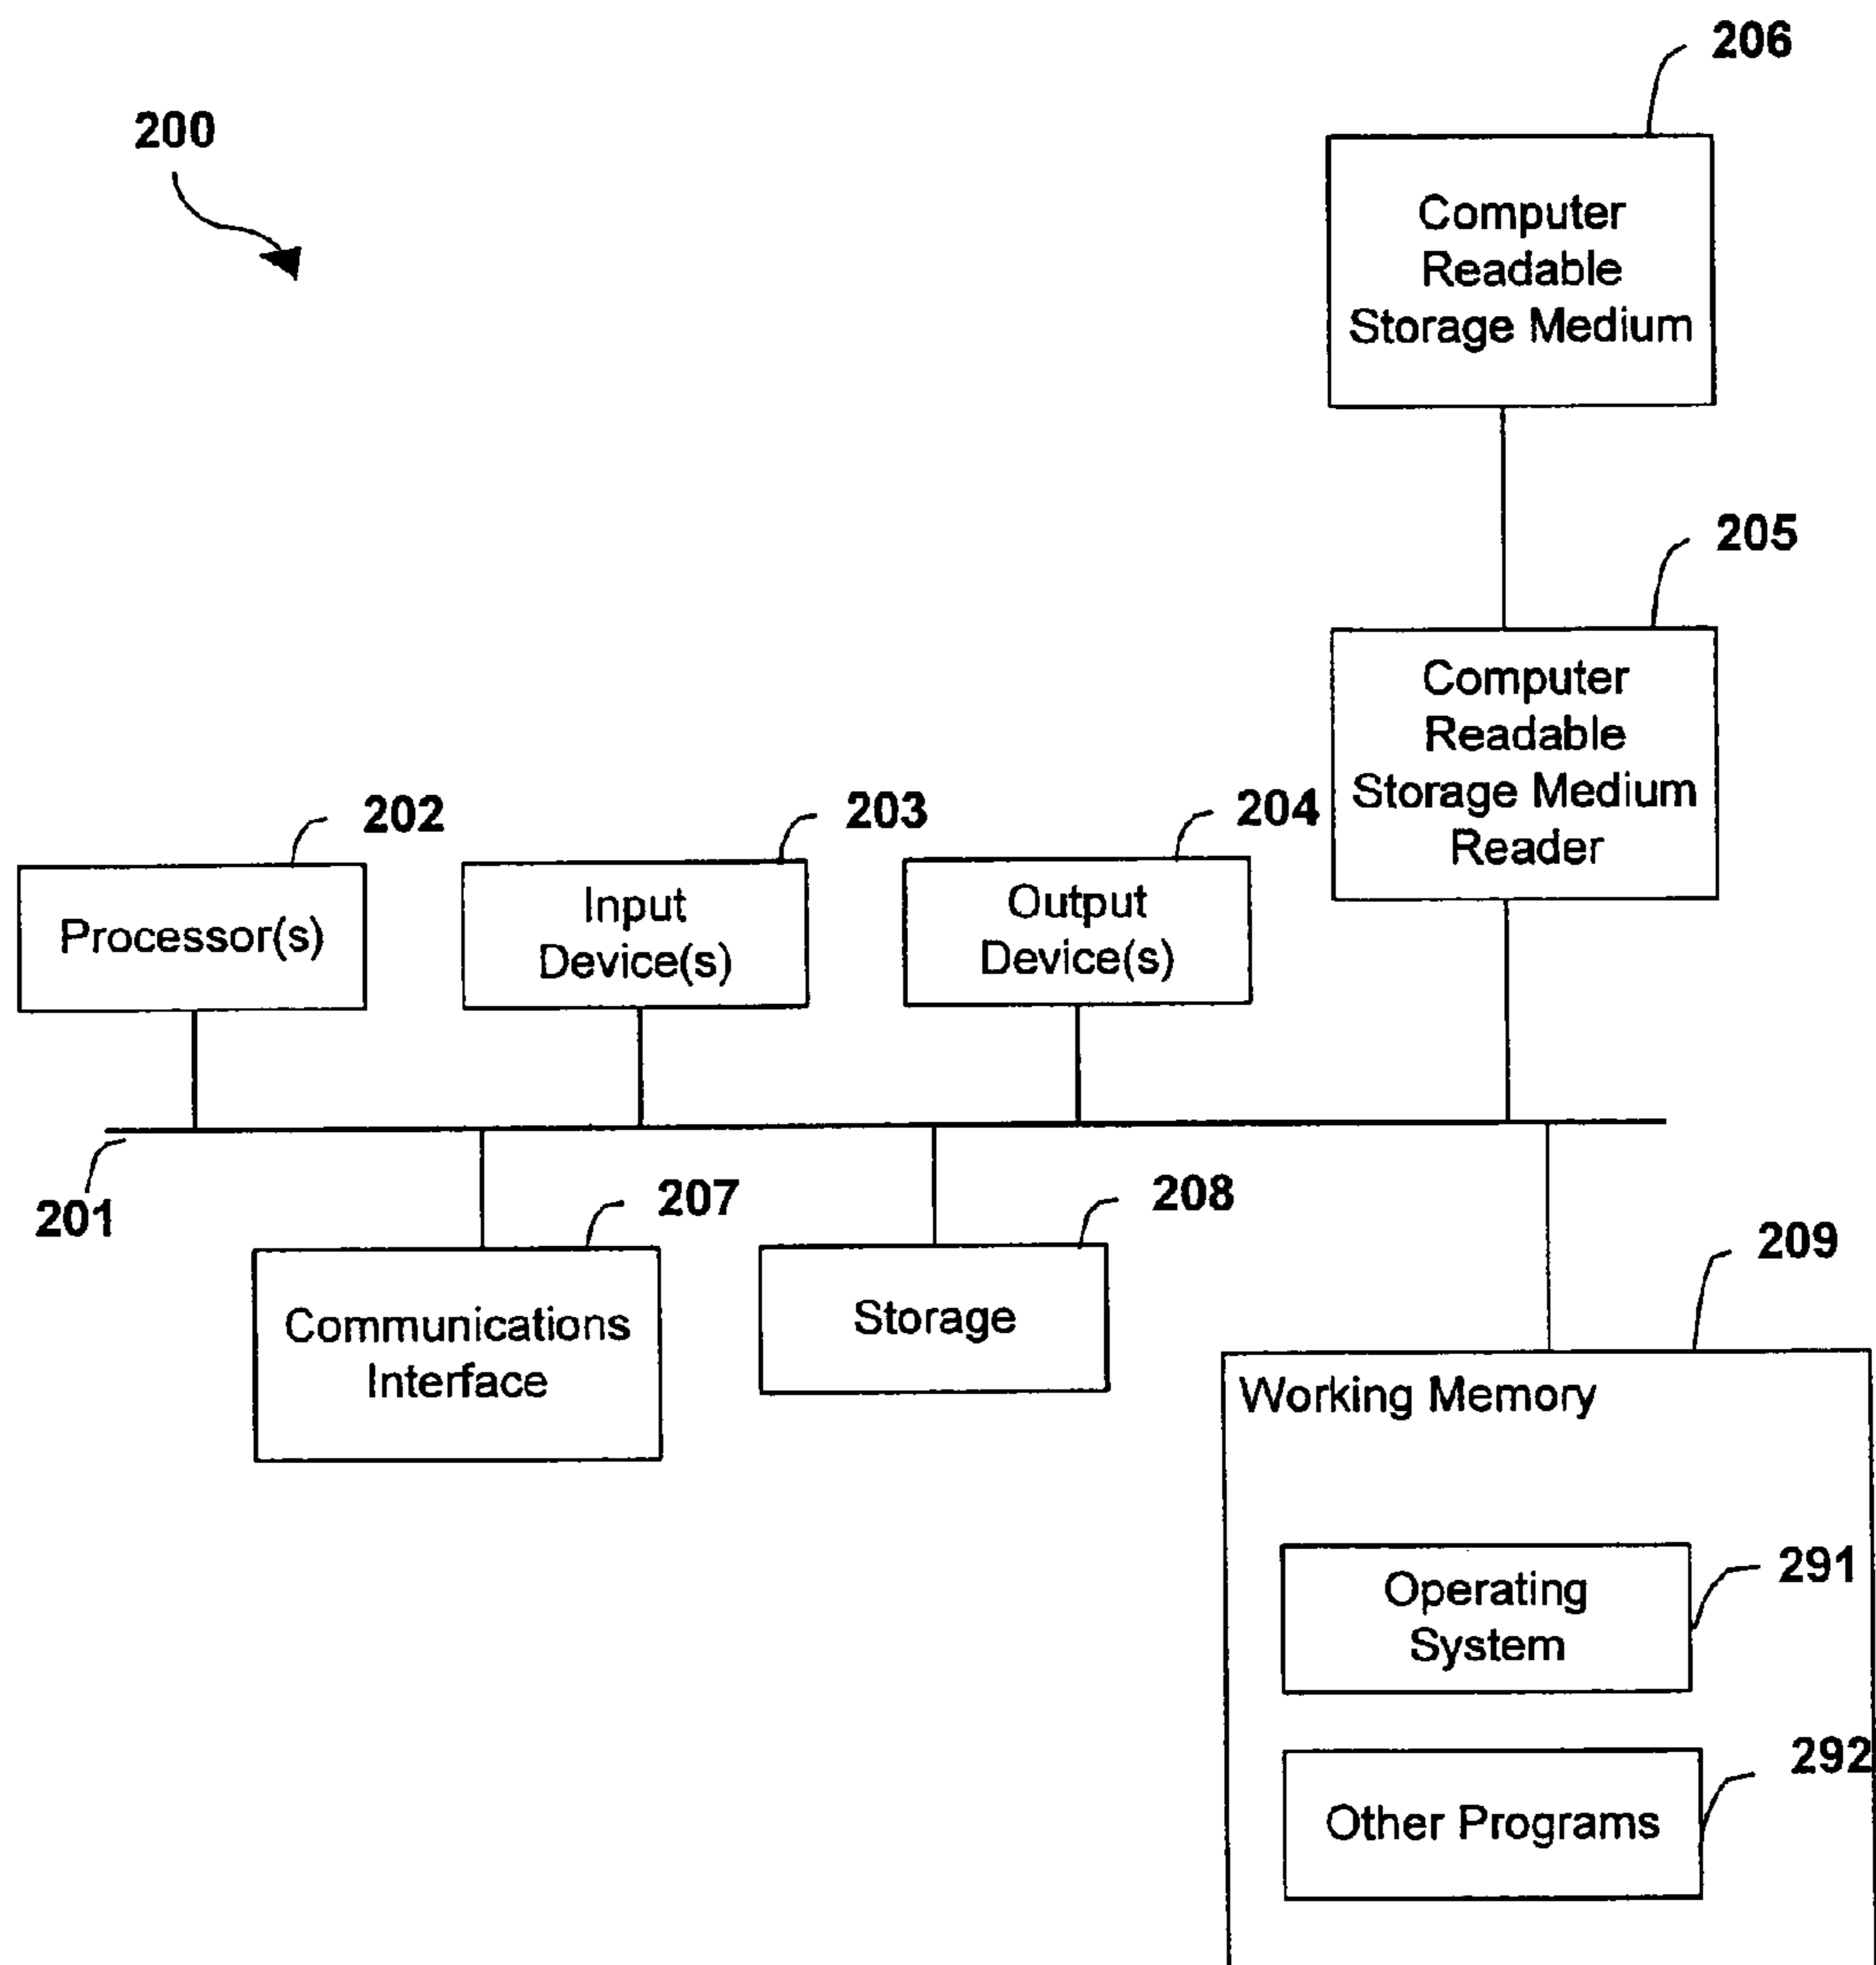 206
200
Computer
Readable
Storage Medium
205
Computer
Readable
Storage Medium
Reader
202
203
204
Processor(s)
Input
Device(s)
Output
Device(s)
201
207
208
209
Communications
Interface
Storage
Working Memory
Operating
System
291
Other Programs
292